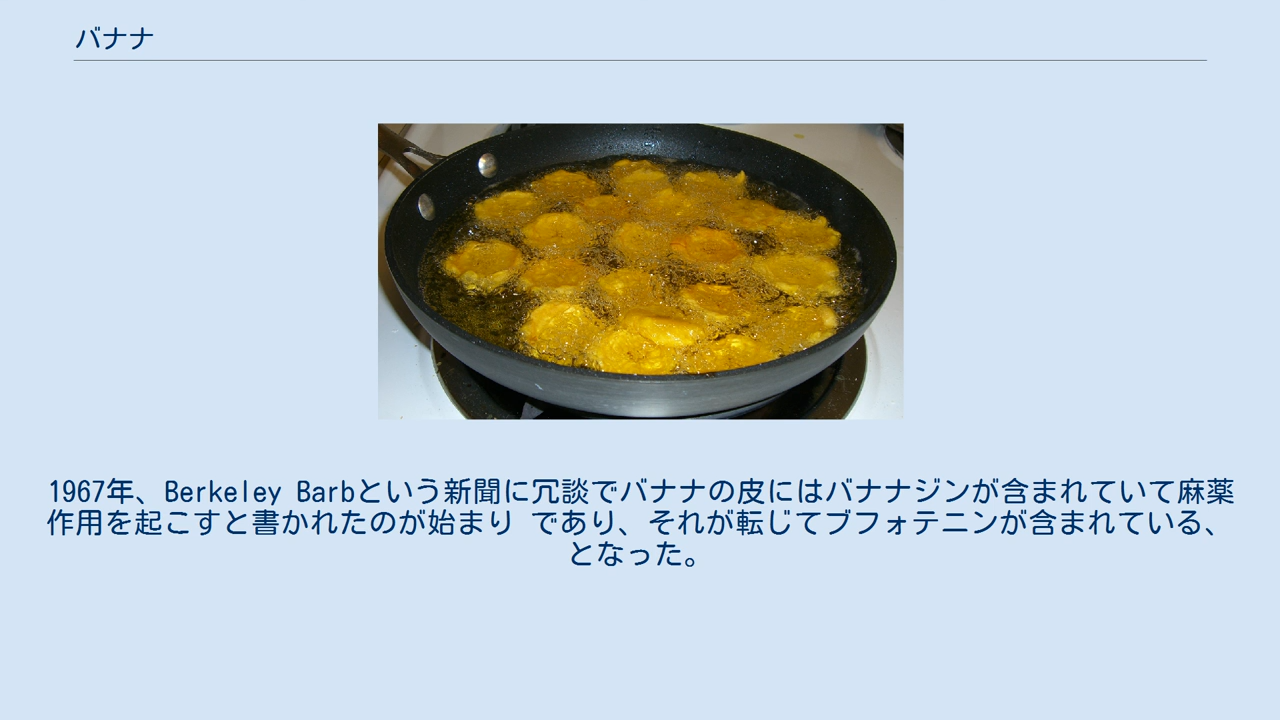 バナナ
1967年、Berkeley Barbという新聞に冗談でバナナの皮にはバナナジンが含まれていて麻薬
作用を起こすと書かれたのが始まり であり、それが転じてブフォテニンが含まれている、
となった。